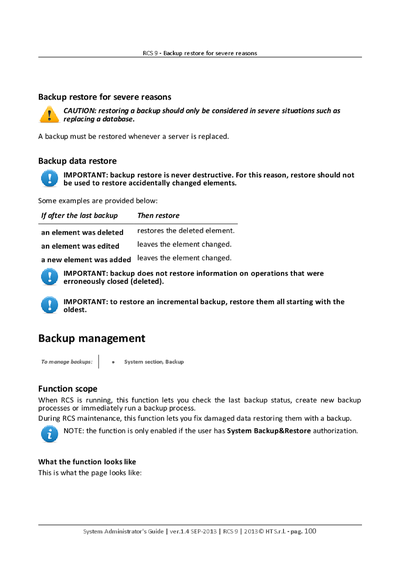 RCS 9 - Backup restore for severe reasons
Backup restore for severe reasons
CAUTION: restoring a backup should only be considered in severe situations such as
replacing a database.
A backup must be restored whenever a server is replaced.
Backup data restore
IMPORTANT: backup restore is never destructive. For this reason, restore should not
be used to restore accidentally changed elements.
Some examples are provided below:
If after the last backup Then restore
an element was deleted restores the deleted element.
an element was edited leaves the element changed.
a new element was added leaves the element changed.
IMPORTANT: backup does not restore information on operations that were
erroneously closed (deleted).
IMPORTANT: to restore an incremental backup, restore them all starting with the
oldest.
Backup management
To manage backups: • System section, Backup
Function scope
When RCS is running, this function lets you check the last backup status, create new backup
processes or immediately run a backup process.
During RCS maintenance, this function lets you fix damaged data restoring them with a backup.
NOTE: the function is only enabled if the user has System Backup&Restore authorization.
What the function looks like
This is what the page looks like:
System Administrator's Guide | ver.1.4 SEP-2013 | RCS 9 | 2013 © HT S.r.l. - pag. 100